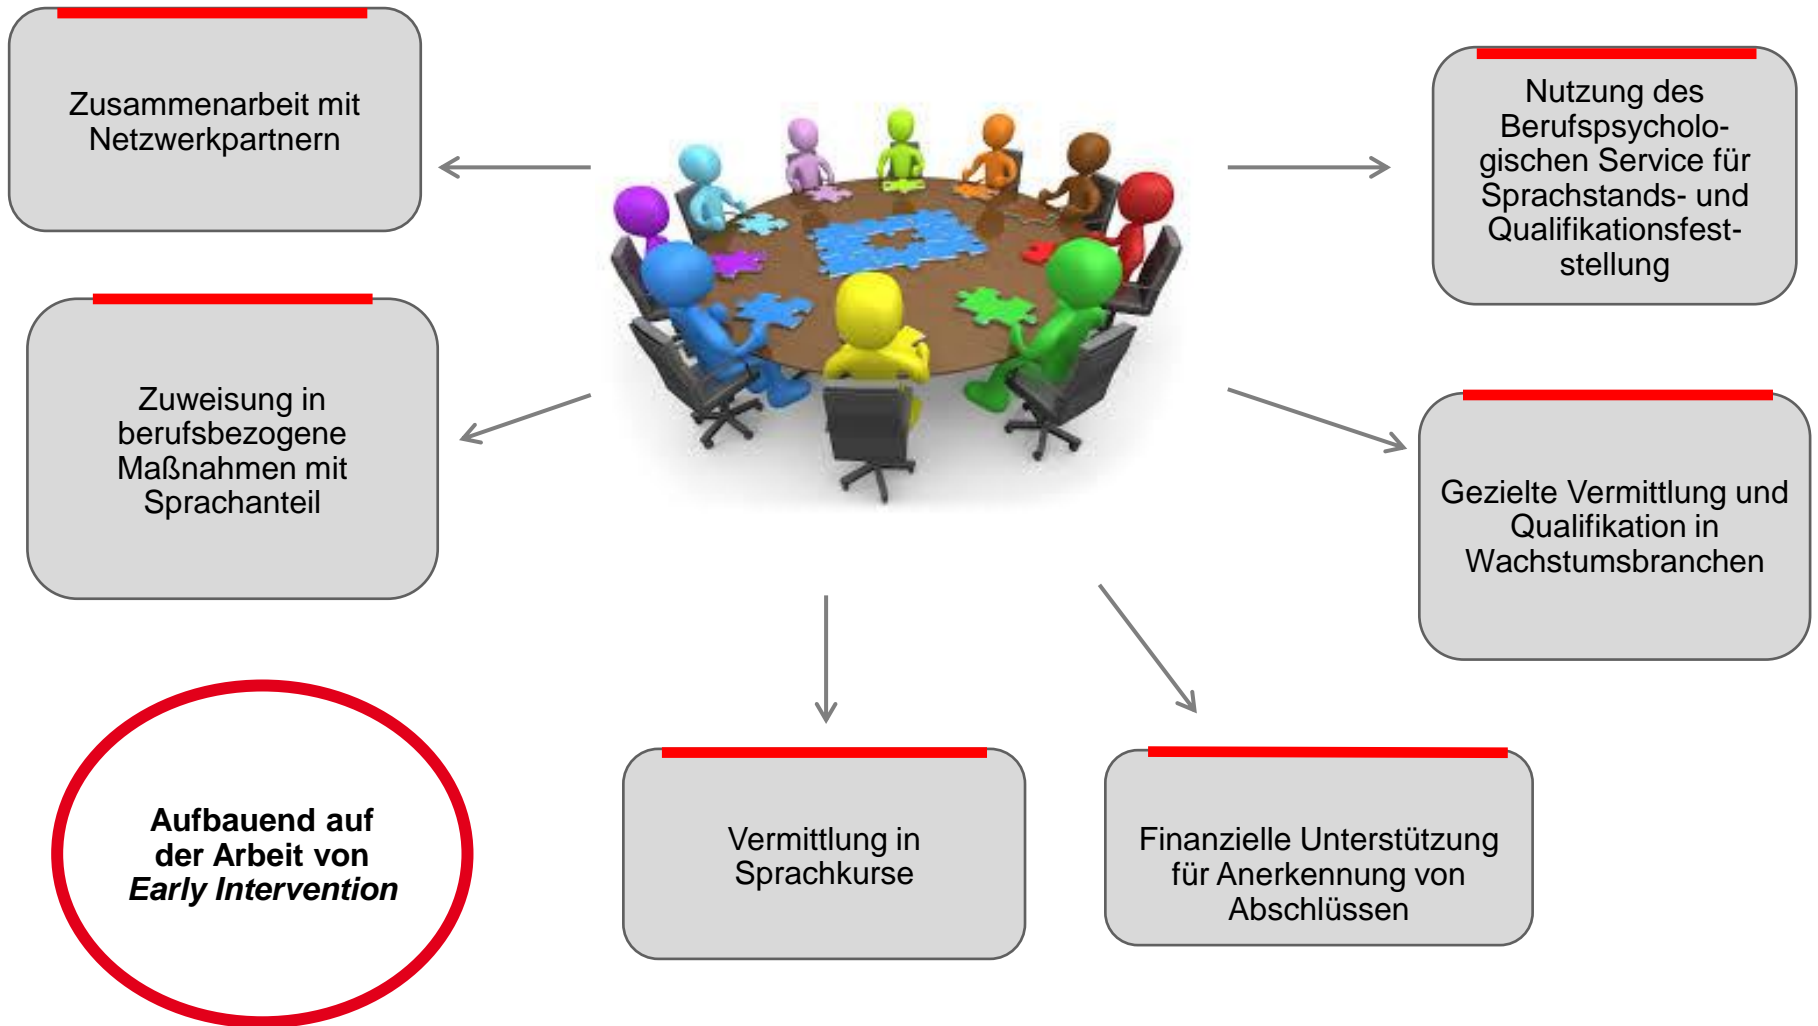 Zusammenarbeit mit
Netzwerkpartnern
Nutzung des
Berufspsycholo-
gischen Service für
Sprachstands- und
Qualifikationsfest-
stellung
Zuweisung in
berufsbezogene
Maßnahmen mit
Sprachanteil
Gezielte Vermittlung und
Qualifikation in
Wachstumsbranchen
Aufbauend auf
der Arbeit von
Early Intervention
Vermittlung in
Sprachkurse
Finanzielle Unterstützung
für Anerkennung von
Abschlüssen